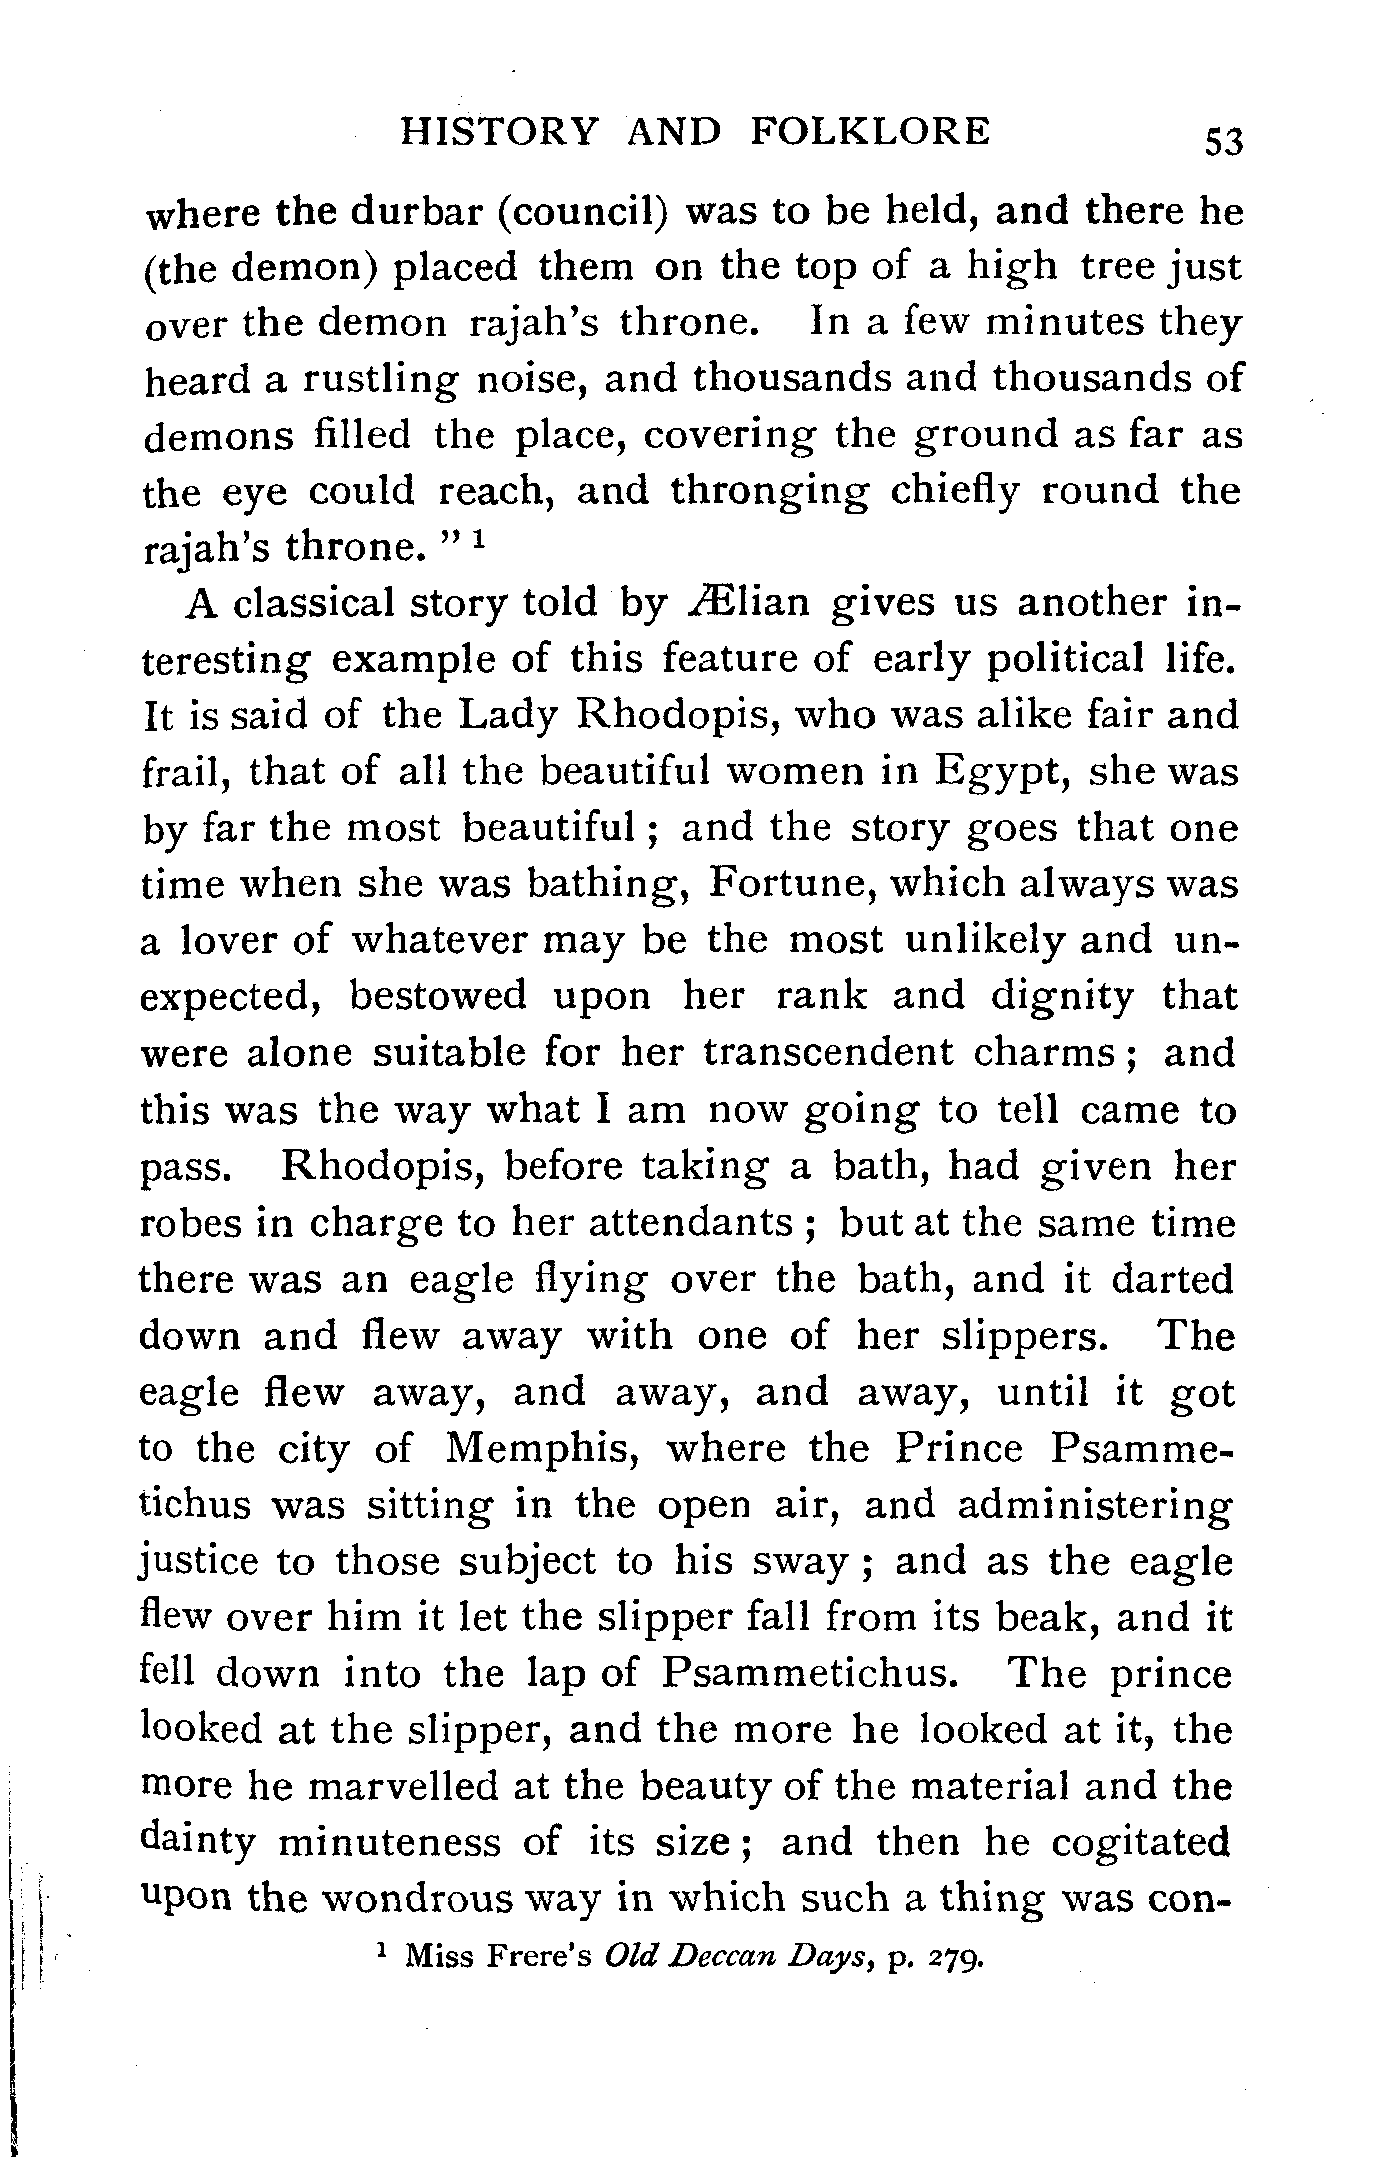 HISTORY AND FOLKLORE 53
where the durbar (council) was to be held, and there he
(the demon) placed them on the top of a high tree just
over the demon rajah's throne. In a few minutes they
heard a rustling noise, and thousands and thousands of
demons filled the place, covering the ground as far as
the eye could reach, and thronging chiefly round the
rajah's throne. " ¹
A classical story told by Ælian gives us another in-
teresting example of this feature of early political life.
It is said of the Lady Rhodopis, who was alike fair and
frail, that of all the beautiful women in Egypt, she was
by far the most beautiful ; and the story goes that one
time when she was bathing, Fortune, which always was
a lover of whatever may be the most unlikely and un-
expected, bestowed upon her rank and dignity that
were alone suitable for her transcendent charms ; and
this was the way what I am now going to tell came to
pass. Rhodopis, before taking a bath, had given her
robes in charge to her attendants ; but at the same time
there was an eagle flying over the bath, and it darted
down and flew away with one of her slippers. The
eagle flew away, and away, and away, until it got
to the city of Memphis, where the Prince Psamme-
tichus was sitting in the open air, and administering
justice to those subject to his sway ; and as the eagle
flew over him it let the slipper fall from its beak, and it
fell down into the lap of Psammetichus. The prince
looked at the slipper, and the more he looked at it, the
more he marvelled at the beauty of the material and the
dainty minuteness of its size ; and then he cogitated
upon the wondrous way in which such a thing was con-
¹ Miss Frere's Old Deccan Days, p. 279.